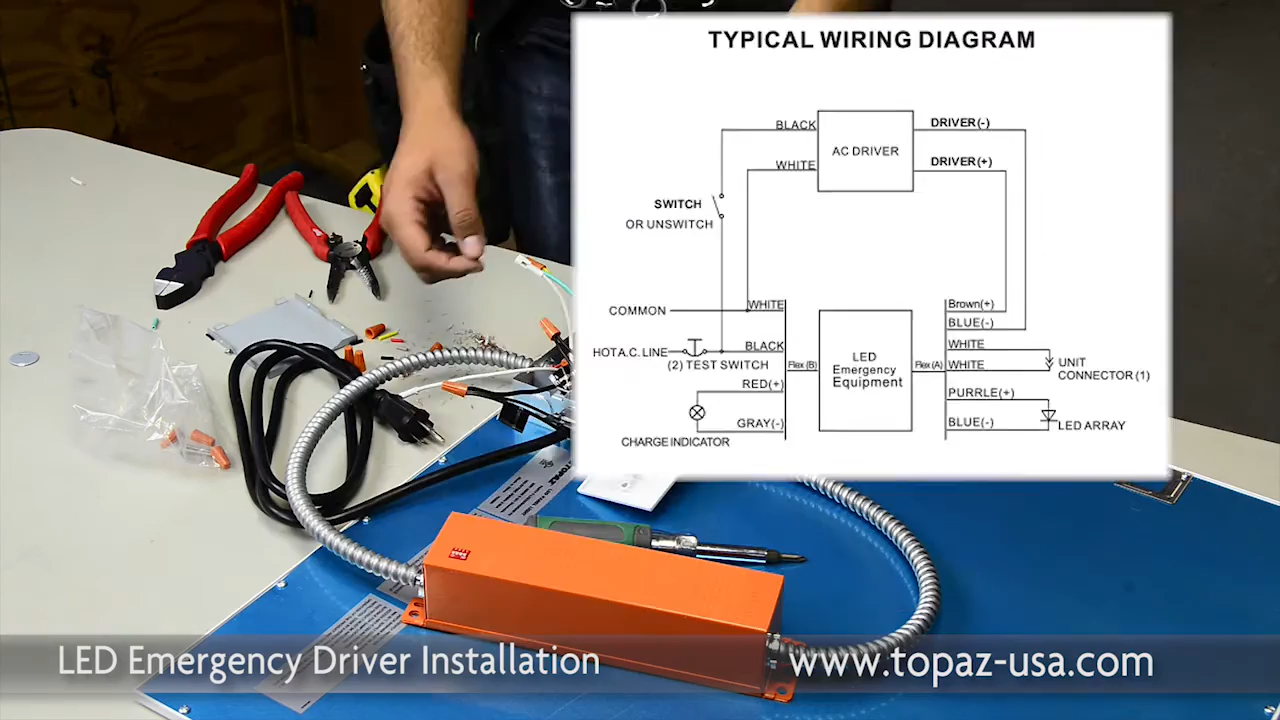 TYPICAL WIRING DIAGRAM
BLACK
AC DRIVER
DRIVER(-)
WHITE
DRIVER(+)
SWITCH
OR UNSWITCH
COMMON
WHITE
Brown(+)
BLUE(-)
HOT A.C. LINE
BLACK
WHITE
(2) TEST SWITCH
Flex (B)
LED
Emergency
Equipment
Flex (A)
WHITE
UNIT
CONNECTOR (1)
RED(+)
PURRLE(+)
GRAY(-)
BLUE(-)
LED ARRAY
CHARGE INDICATOR
TOPAZ
LED Emergency Driver Installation
www.topaz-usa.com